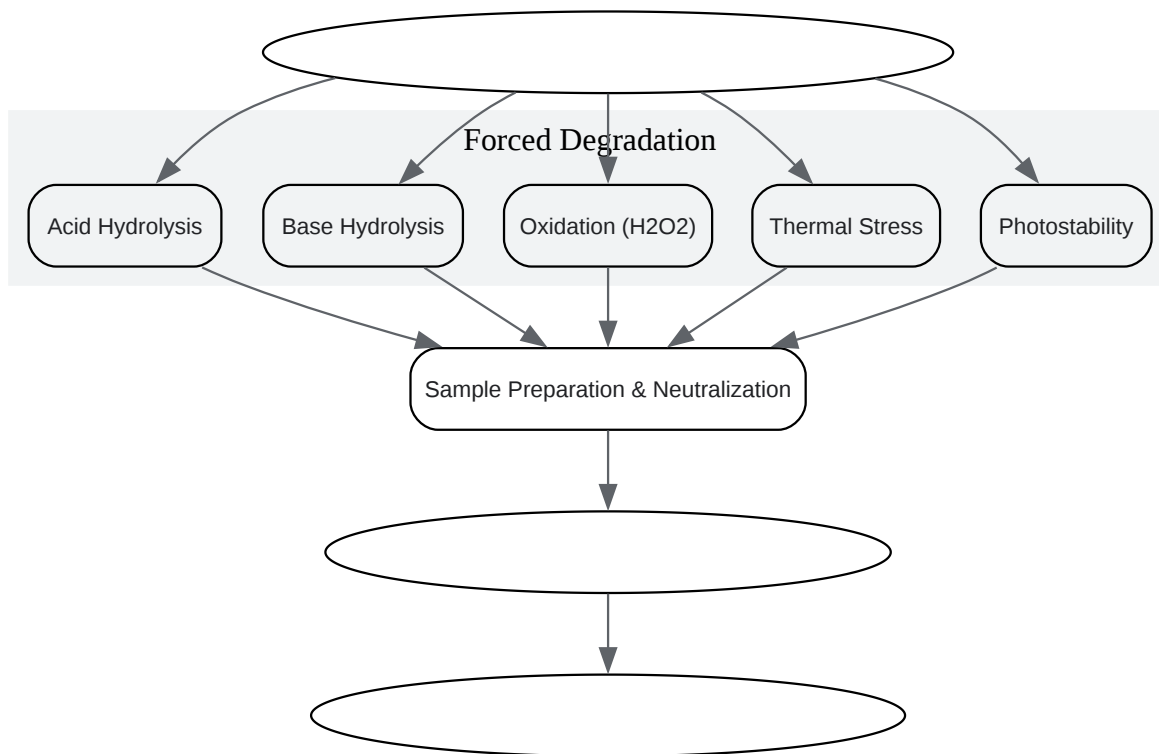 Forced Degradation
Acid Hydrolysis
Base Hydrolysis
Oxidation (H2O2)
Thermal Stress
Photostability
Sample Preparation & Neutralization